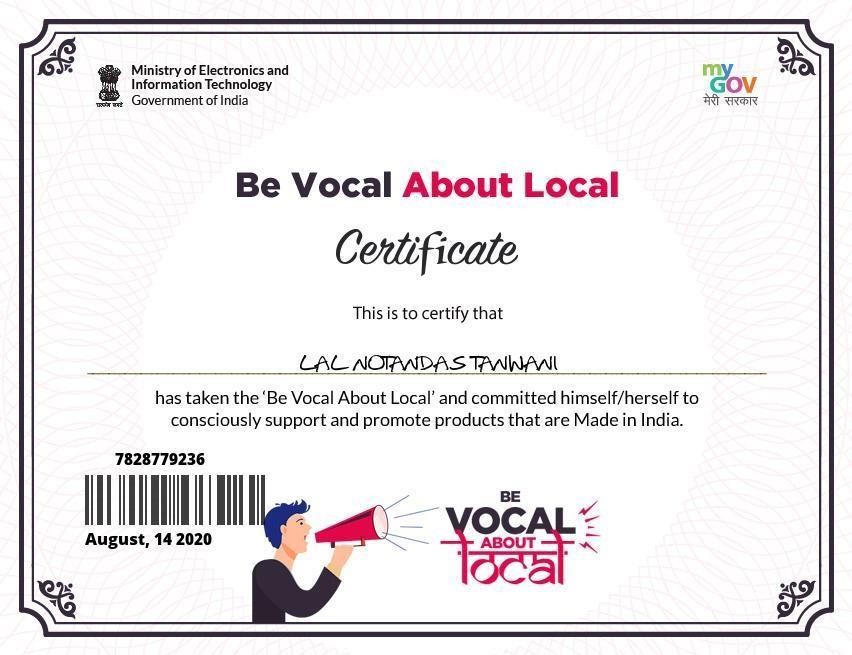 Ministry of Electronics and
Information Technology
Government of India
सत्यमेव जयते
my
GOV
मेरी सरकार
Be Vocal About Local
Certificate
This is to certify that
LAL NOTANDAS TANWANI
has taken the ‘Be Vocal About Local’ and committed himself/herself to
consciously support and promote products that are Made in India.
7828779236
August, 14 2020
BE
VOCAL
ABOUT
local